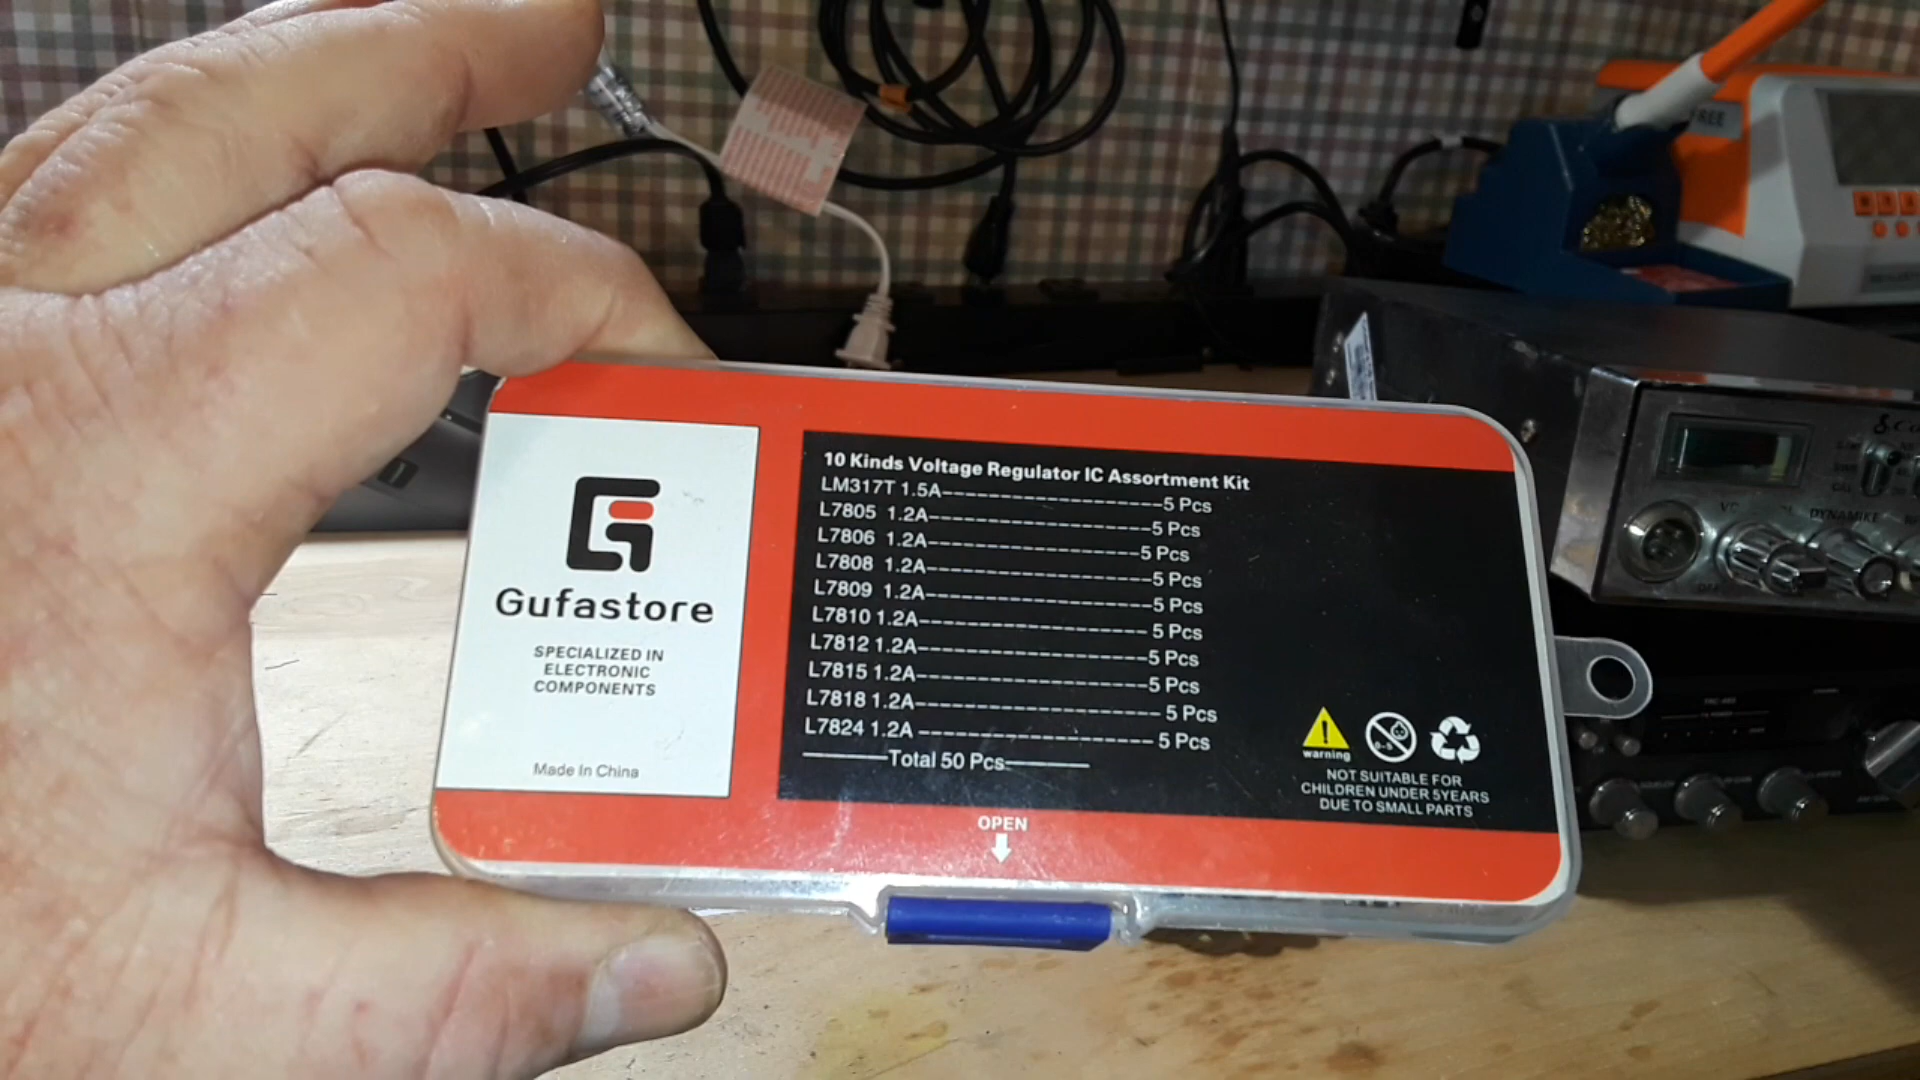 Gufastore
SPECIALIZED IN
ELECTRONIC
COMPONENTS
Made In China
10 Kinds Voltage Regulator IC Assortment Kit
LM317T 1.5A--------------------5 Pcs
L7805 1.2A--------------------5 Pcs
L7806 1.2A--------------------5 Pcs
L7808 1.2A--------------------5 Pcs
L7809 1.2A--------------------5 Pcs
L7810 1.2A-------------------- 5 Pcs
L7812 1.2A--------------------5 Pcs
L7815 1.2A--------------------5 Pcs
L7818 1.2A-------------------- 5 Pcs
L7824 1.2A -------------------- 5 Pcs
———Total 50 Pcs———
warning
0-5
NOT SUITABLE FOR
CHILDREN UNDER 5YEARS
DUE TO SMALL PARTS
OPEN
DYNAMIKE
OFF